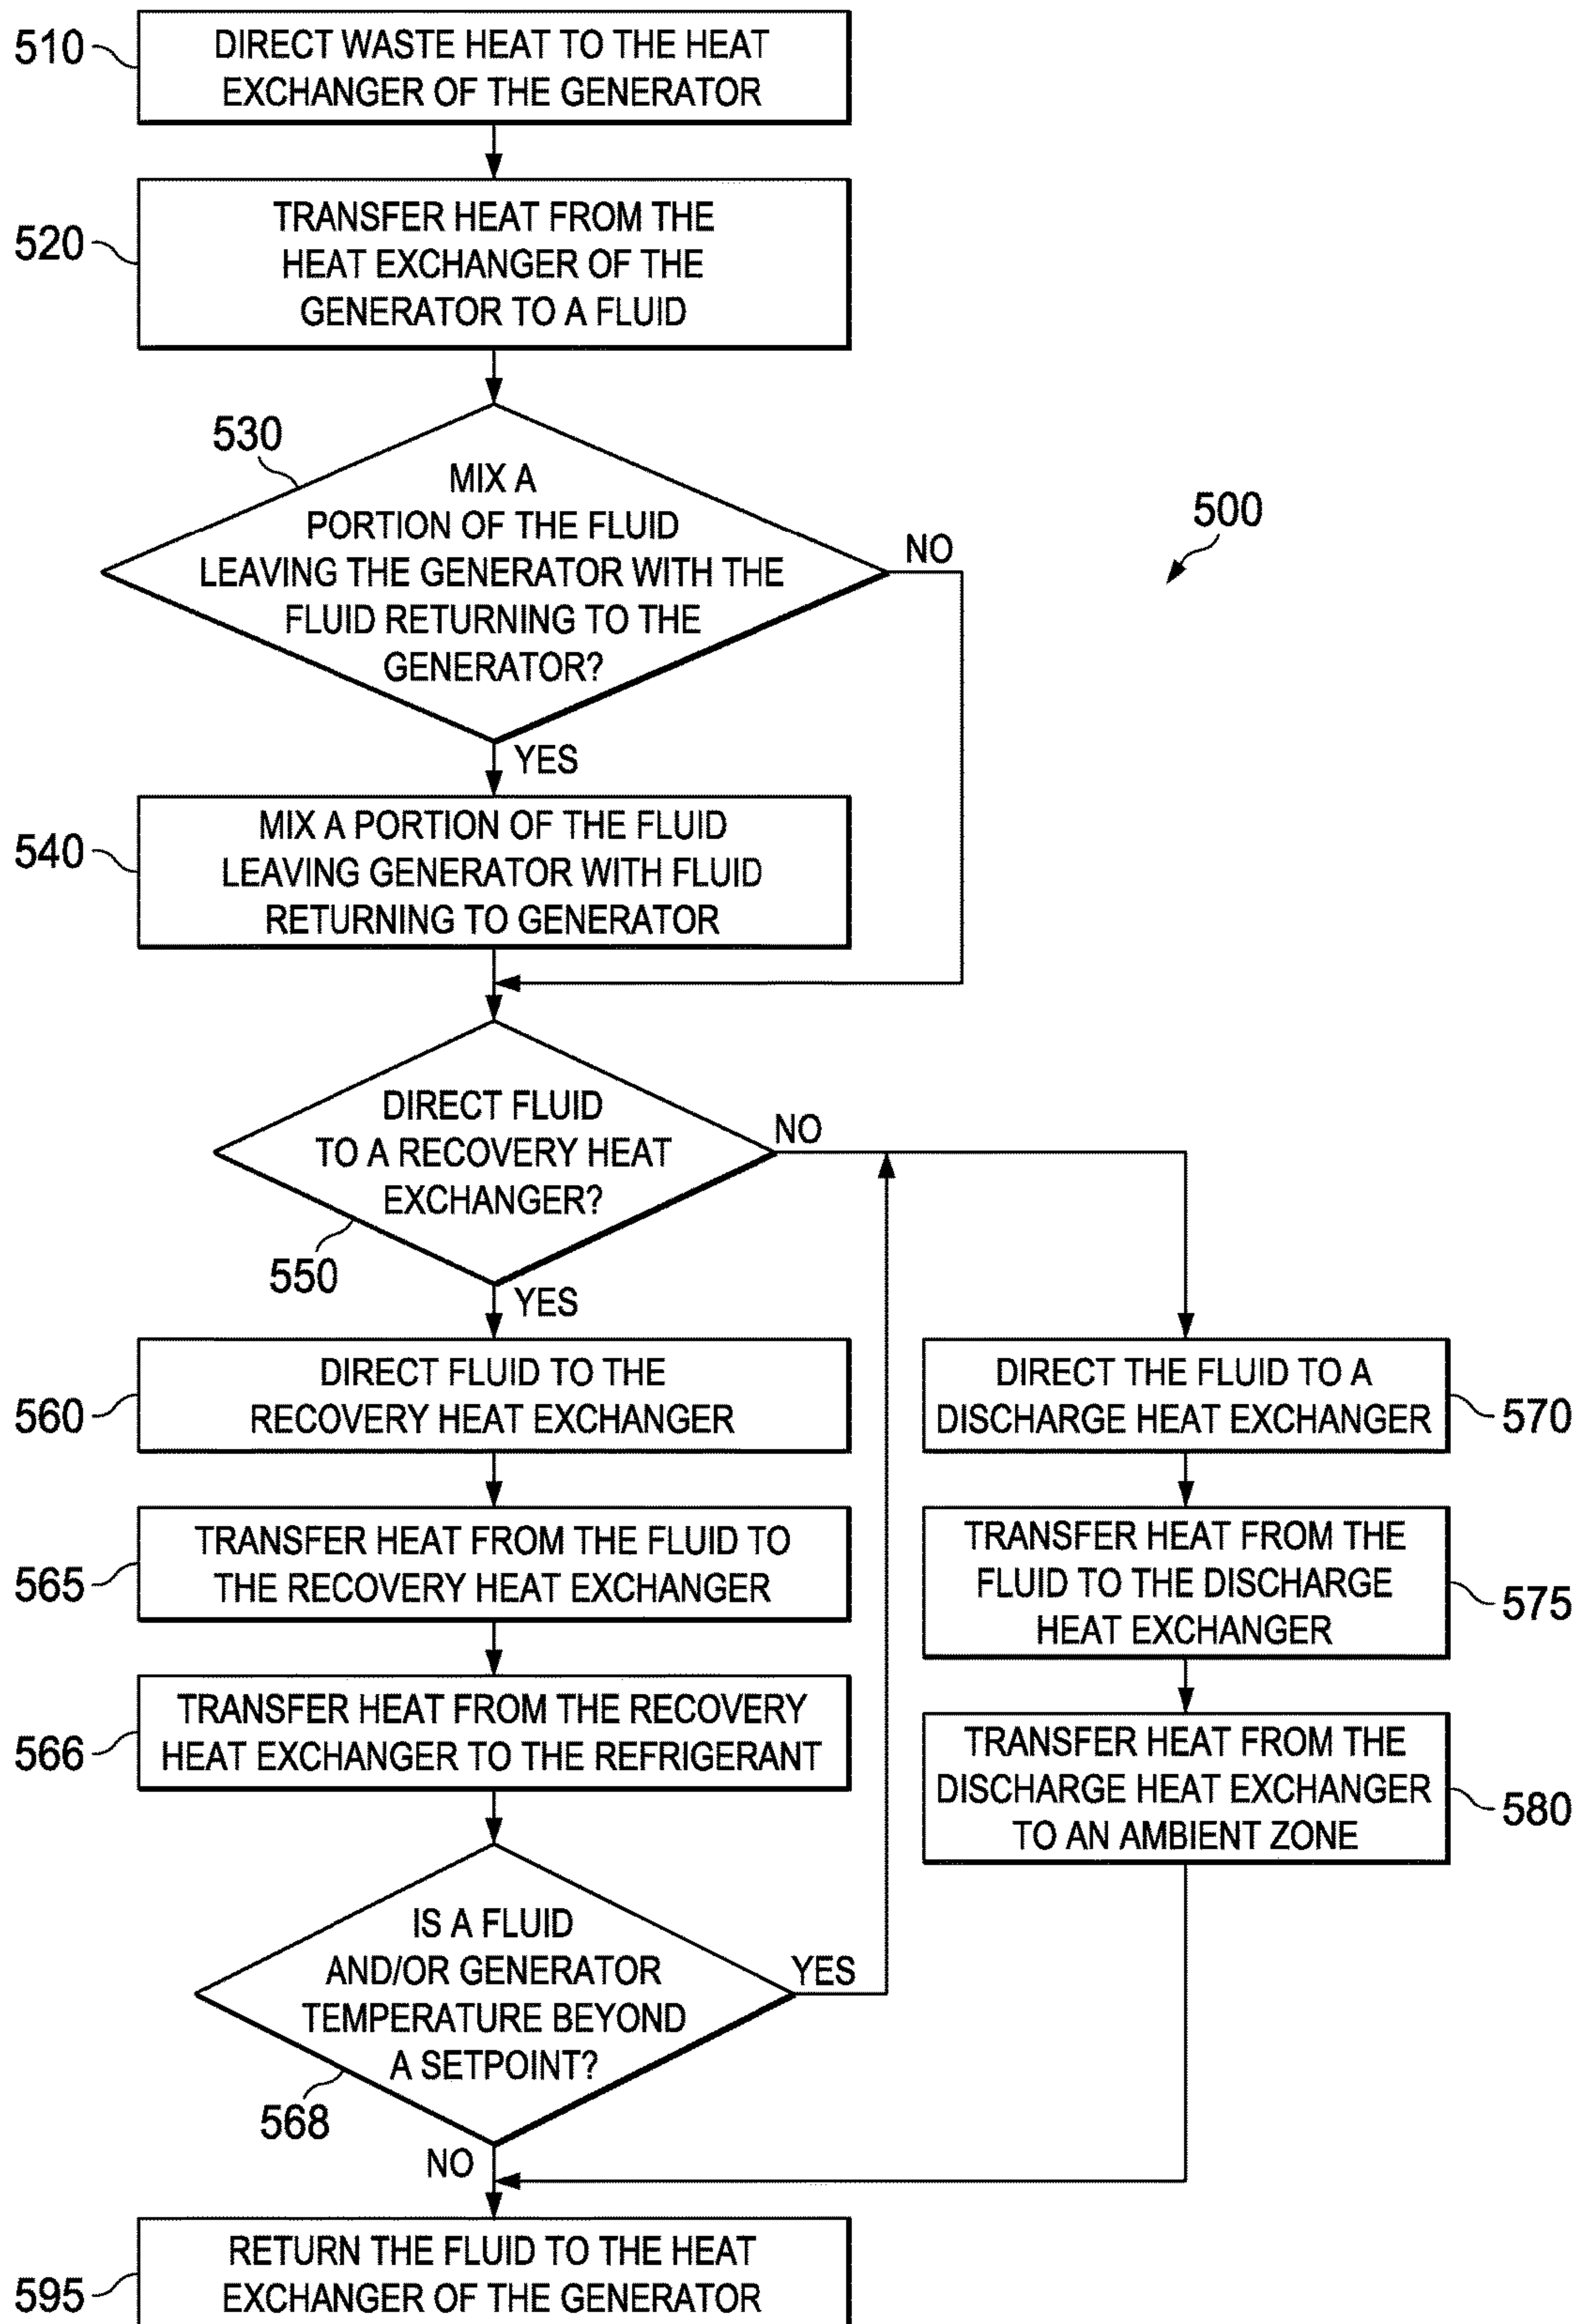 510
DIRECT WASTE HEAT TO THE HEAT
EXCHANGER OF THE GENERATOR
520
TRANSFER HEAT FROM THE
HEAT EXCHANGER OF THE
GENERATOR TO A FLUID
530
MIX A
PORTION OF THE FLUID
LEAVING THE GENERATOR WITH THE
FLUID RETURNING TO THE
GENERATOR?
NO
500
YES
540
MIX A PORTION OF THE FLUID
LEAVING GENERATOR WITH FLUID
RETURNING TO GENERATOR
DIRECT FLUID
TO A RECOVERY HEAT
EXCHANGER?
NO
550
YES
560
DIRECT FLUID TO THE
RECOVERY HEAT EXCHANGER
DIRECT THE FLUID TO A
DISCHARGE HEAT EXCHANGER
570
565
TRANSFER HEAT FROM THE FLUID TO
THE RECOVERY HEAT EXCHANGER
TRANSFER HEAT FROM THE
FLUID TO THE DISCHARGE
HEAT EXCHANGER
575
566
TRANSFER HEAT FROM THE RECOVERY
HEAT EXCHANGER TO THE REFRIGERANT
TRANSFER HEAT FROM THE
DISCHARGE HEAT EXCHANGER
TO AN AMBIENT ZONE
580
IS A FLUID
AND/OR GENERATOR
TEMPERATURE BEYOND
A SETPOINT?
YES
568
NO
595
RETURN THE FLUID TO THE HEAT
EXCHANGER OF THE GENERATOR